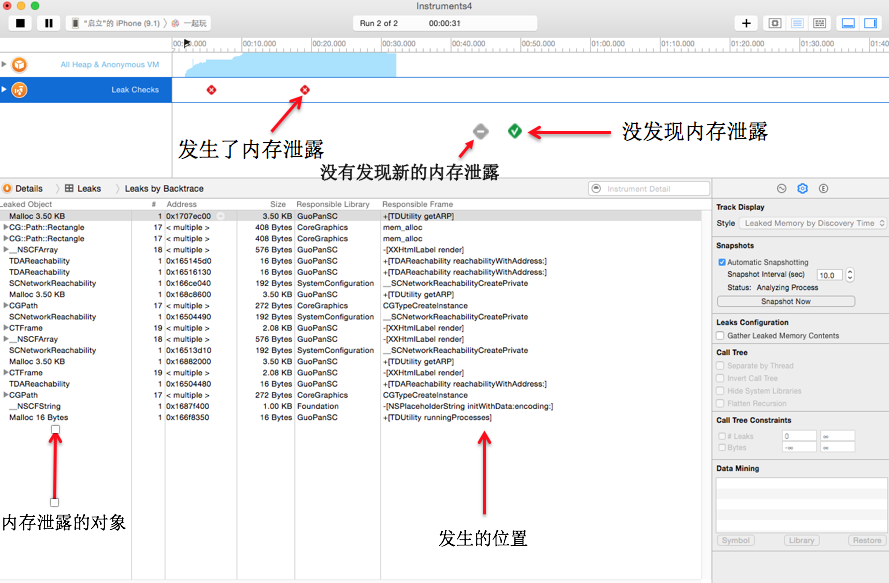 Instruments4
"启立"的 iPhone (9.1) 〉 一起玩
Run 2 of 2 00:00:31
00:00.000 00:10.000 00:20.000 00:30.000 00:40.000 00:50.000 01:00.000 01:10.000 01:20.000 01:30.000 01:40
All Heap & Anonymous VM
Leak Checks
发生了内存泄露
没有发现新的内存泄露
没发现内存泄露
Details Leaks Leaks by Backtrace
Instrument Detail
Leaked Object # Address Size Responsible Library Responsible Frame
Malloc 3.50 KB 1 0x1707ec00 3.50 KB GuoPanSC +[TDUtility getARP]
CG::Path::Rectangle 17 < multiple > 408 Bytes CoreGraphics mem_alloc
CG::Path::Rectangle 17 < multiple > 408 Bytes CoreGraphics mem_alloc
__NSCFArray 18 < multiple > 576 Bytes GuoPanSC -[XXHtmlLabel render]
TDAReachability 1 0x165145d0 16 Bytes GuoPanSC +[TDAReachability reachabilityWithAddress:]
TDAReachability 1 0x16516130 16 Bytes GuoPanSC +[TDAReachability reachabilityWithAddress:]
SCNetworkReachability 1 0x166ce040 192 Bytes SystemConfiguration __SCNetworkReachabilityCreatePrivate
Malloc 3.50 KB 1 0x168c8600 3.50 KB GuoPanSC +[TDUtility getARP]
CGPath 17 < multiple > 272 Bytes CoreGraphics CGTypeCreateInstance
SCNetworkReachability 1 0x16504490 192 Bytes SystemConfiguration __SCNetworkReachabilityCreatePrivate
CTFrame 19 < multiple > 2.08 KB GuoPanSC -[XXHtmlLabel render]
__NSCFArray 18 < multiple > 576 Bytes GuoPanSC -[XXHtmlLabel render]
SCNetworkReachability 1 0x16513d10 192 Bytes SystemConfiguration __SCNetworkReachabilityCreatePrivate
Malloc 3.50 KB 1 0x16882000 3.50 KB GuoPanSC +[TDUtility getARP]
CTFrame 19 < multiple > 2.08 KB GuoPanSC -[XXHtmlLabel render]
TDAReachability 1 0x16504480 16 Bytes GuoPanSC +[TDAReachability reachabilityWithAddress:]
CGPath 17 < multiple > 272 Bytes CoreGraphics CGTypeCreateInstance
__NSCFString 1 0x1687f400 1.00 KB Foundation -[NSPlaceholderString initWithData:encoding:]
Malloc 16 Bytes 1 0x166f8350 16 Bytes GuoPanSC +[TDUtility runningProcesses]
内存泄露的对象
发生的位置
Track Display
Style Leaked Memory by Discovery Time
Snapshots
Automatic Snapshotting
Snapshot Interval (sec) 10.0
Status: Analyzing Process
Snapshot Now
Leaks Configuration
Gather Leaked Memory Contents
Call Tree
Separate by Thread
Invert Call Tree
Hide System Libraries
Flatten Recursion
Call Tree Constraints
# Leaks 0 ∞
Bytes -∞ ∞
Data Mining
Symbol Library Restore